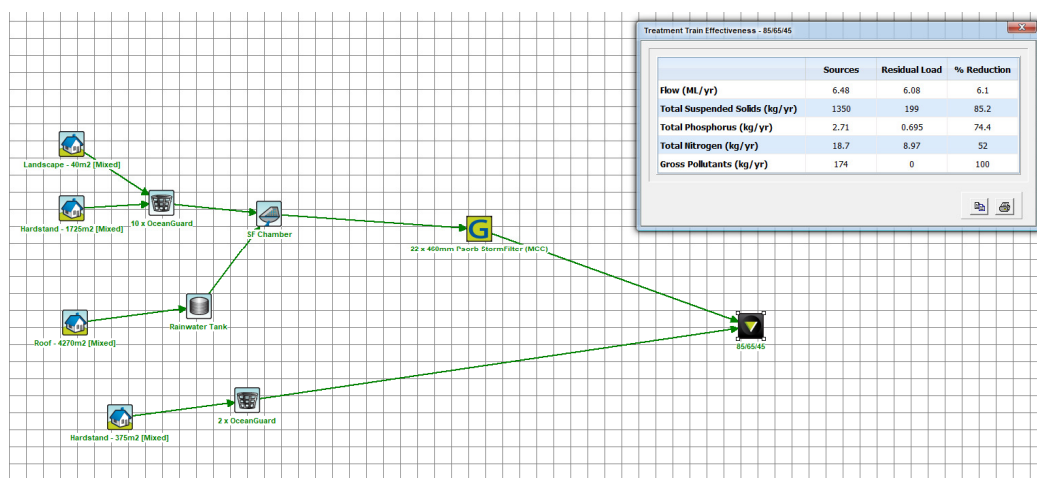 Treatment Train Effectiveness - 85/65/45
Sources Residual Load % Reduction
Flow (ML/yr) 6.48 6.08 6.1
Total Suspended Solids (kg/yr) 1350 199 85.2
Total Phosphorus (kg/yr) 2.71 0.695 74.4
Total Nitrogen (kg/yr) 18.7 8.97 52
Gross Pollutants (kg/yr) 174 0 100
Landscape - 40m2 [Mixed]
Hardstand - 1725m2 [Mixed]
10 x OceanGuard
SF Chamber
G
22 x 460mm Psorb StormFilter (MCC)
Rainwater Tank
Roof - 4270m2 [Mixed]
85/65/45
2 x OceanGuard
Hardstand - 375m2 [Mixed]